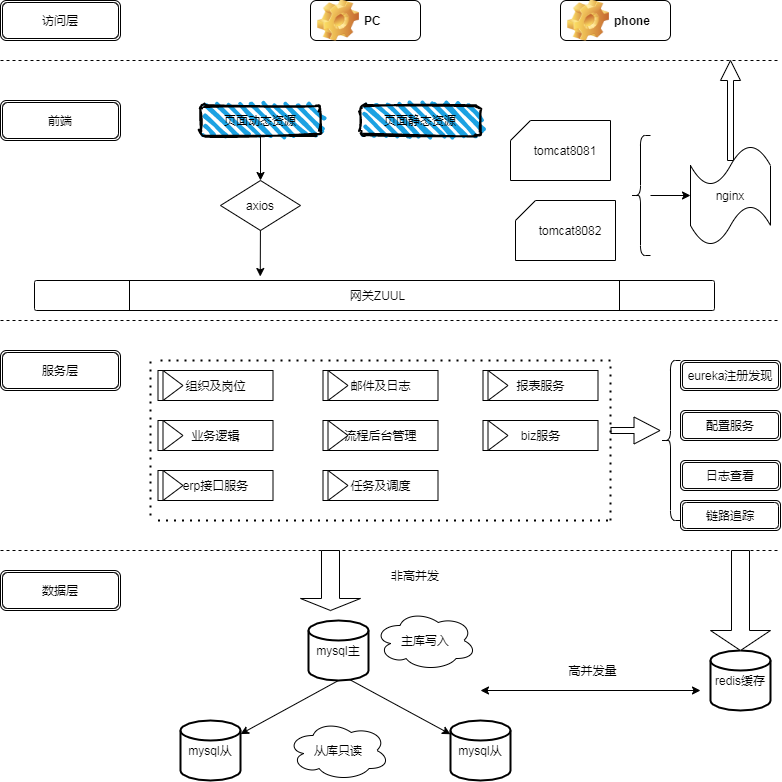 访问层
PC
phone
前端
页面动态资源
页面静态资源
tomcat8081
axios
nginx
tomcat8082
网关ZUUL
服务层
组织及岗位
邮件及日志
报表服务
eureka注册发现
业务逻辑
流程后台管理
biz服务
配置服务
erp接口服务
任务及调度
日志查看
链路追踪
数据层
非高并发
mysql主
主库写入
高并发量
redis缓存
mysql从
从库只读
mysql从